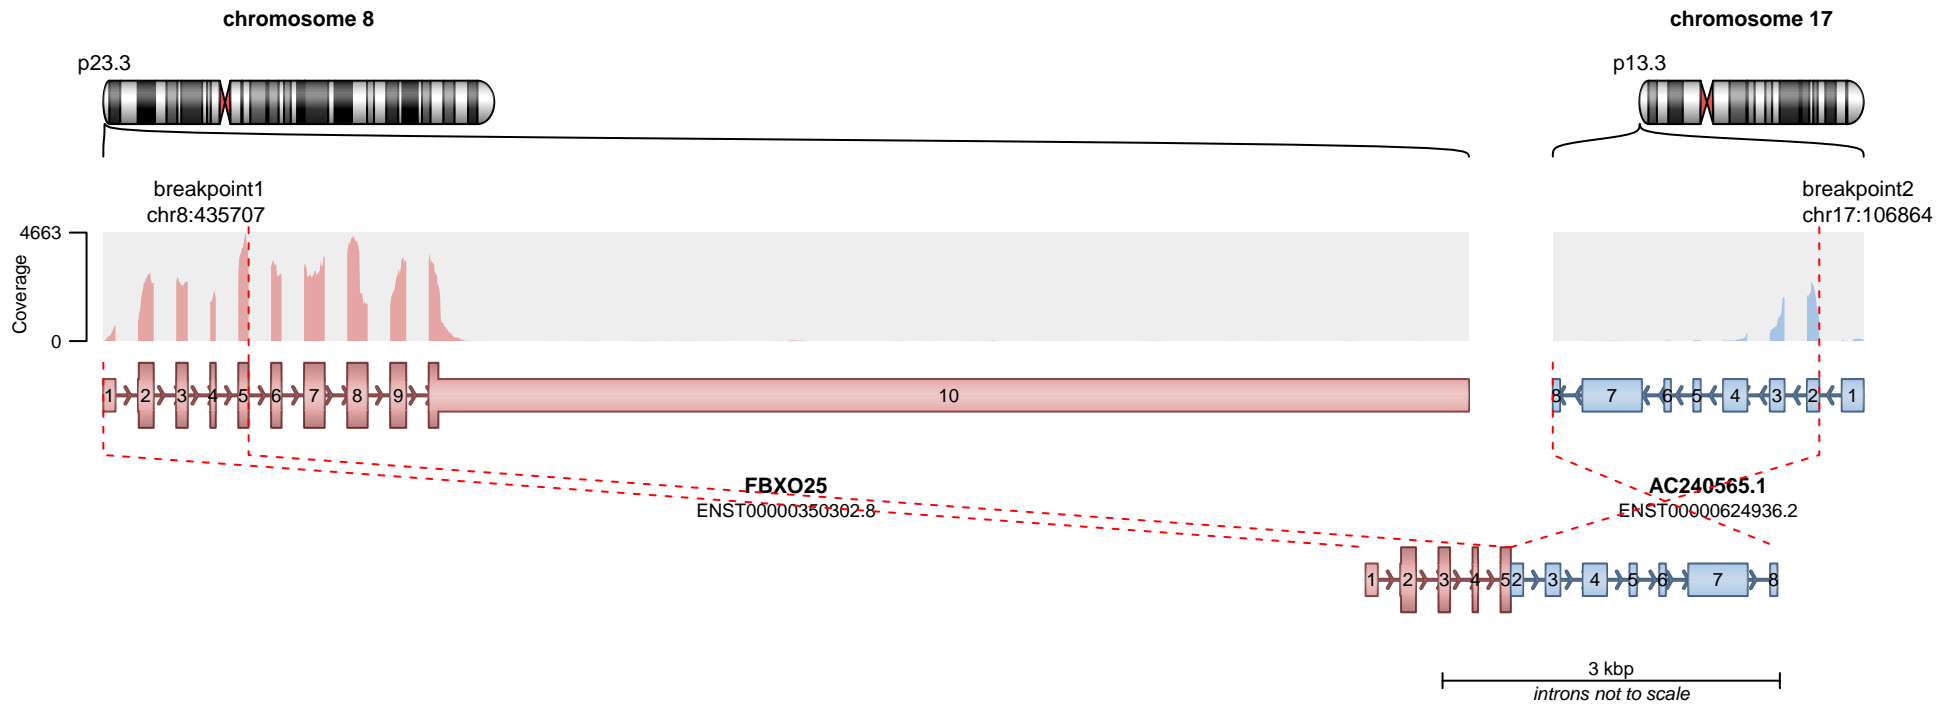 chromosome 8
chromosome 17
p23.3
p13.3
breakpoint1
chr8:435707
breakpoint2
chr17:106864
4663
Coverage
0
1 2 3 4 5 6 7 8 9 10
8 7 6 5 4 3 2 1
FBXO25
ENST00000350302.8
AC240565.1
ENST00000624936.2
1 2 3 4 5 2 3 4 5 6 7 8
3 kbp
introns not to scale